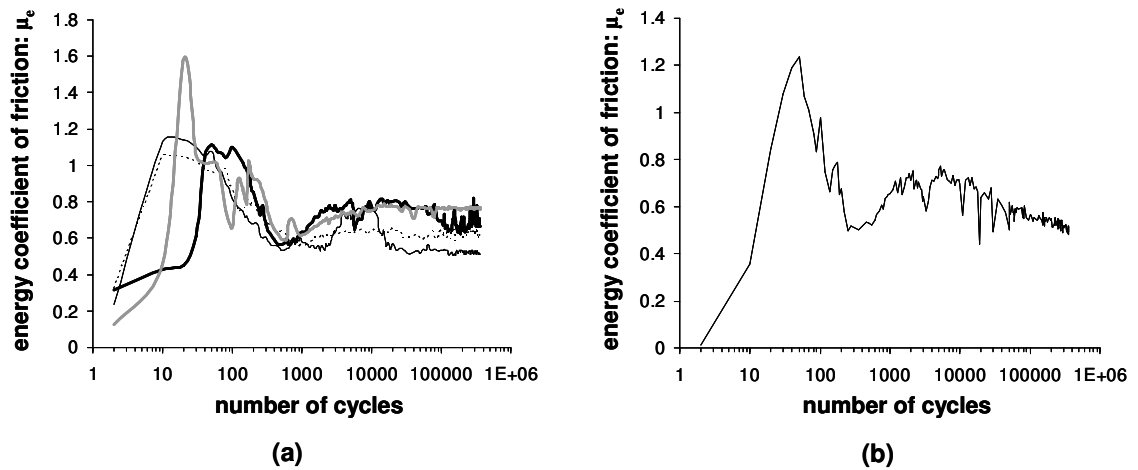 energy coefficient of friction: μe
1.8
1.6
1.4
1.2
1.0
0.8
0.6
0.4
0.2
0
1 10 100 1000 10000 100000 1E+06
number of cycles
(a)
energy coefficient of friction: μe
1.4
1.2
1
0.8
0.6
0.4
0.2
0
1 10 100 1000 10000 100000 1E+06
number of cycles
(b)